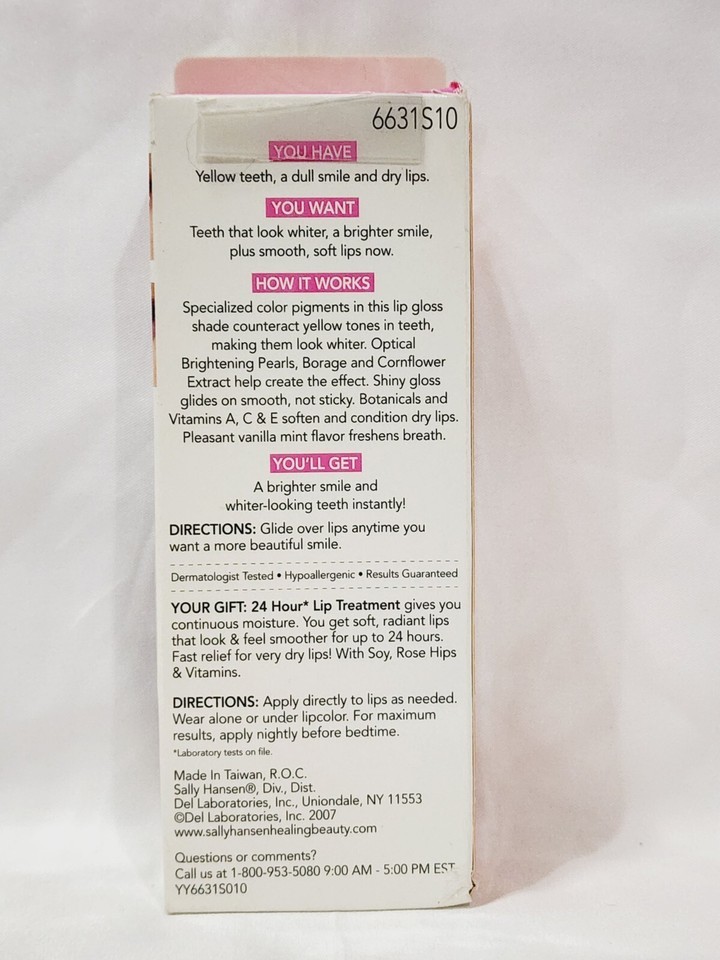 6631S10
YOU HAVE
Yellow teeth, a dull smile and dry lips.
YOU WANT
Teeth that look whiter, a brighter smile,
plus smooth, soft lips now.
HOW IT WORKS
Specialized color pigments in this lip gloss
shade counteract yellow tones in teeth,
making them look whiter. Optical
Brightening Pearls, Borage and Cornflower
Extract help create the effect. Shiny gloss
glides on smooth, not sticky. Botanicals and
Vitamins A, C & E soften and condition dry lips.
Pleasant vanilla mint flavor freshens breath.
YOU'LL GET
A brighter smile and
whiter-looking teeth instantly!
DIRECTIONS: Glide over lips anytime you
want a more beautiful smile.
Dermatologist Tested • Hypoallergenic • Results Guaranteed
YOUR GIFT: 24 Hour* Lip Treatment gives you
continuous moisture. You get soft, radiant lips
that look & feel smoother for up to 24 hours.
Fast relief for very dry lips! With Soy, Rose Hips
& Vitamins.
DIRECTIONS: Apply directly to lips as needed.
Wear alone or under lipcolor. For maximum
results, apply nightly before bedtime.
*Laboratory tests on file.
Made In Taiwan, R.O.C.
Sally Hansen®, Div., Dist.
Del Laboratories, Inc., Uniondale, NY 11553
©Del Laboratories, Inc. 2007
www.sallyhansenhealingbeauty.com
Questions or comments?
Call us at 1-800-953-5080 9:00 AM - 5:00 PM EST
YY6631S010